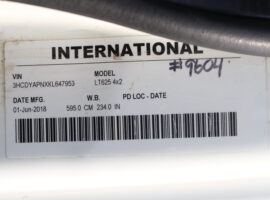 INTERNATIONAL
#9604
VIN MODEL
3HCDYAPNXKL647953 LT625 4x2
DATE MFG. W.B. PD LOC - DATE
01-Jun-2018 595.0 CM 234.0 IN